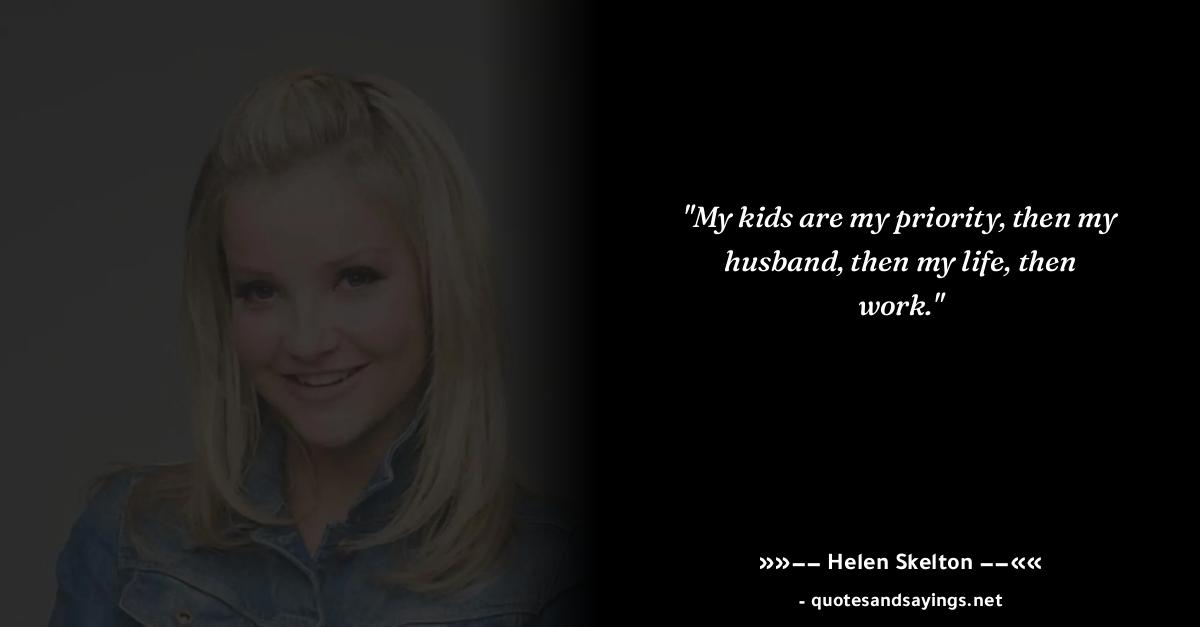 "My kids are my priority, then my
husband, then my life, then
work."
»»–– Helen Skelton ––««
- quotesandsayings.net